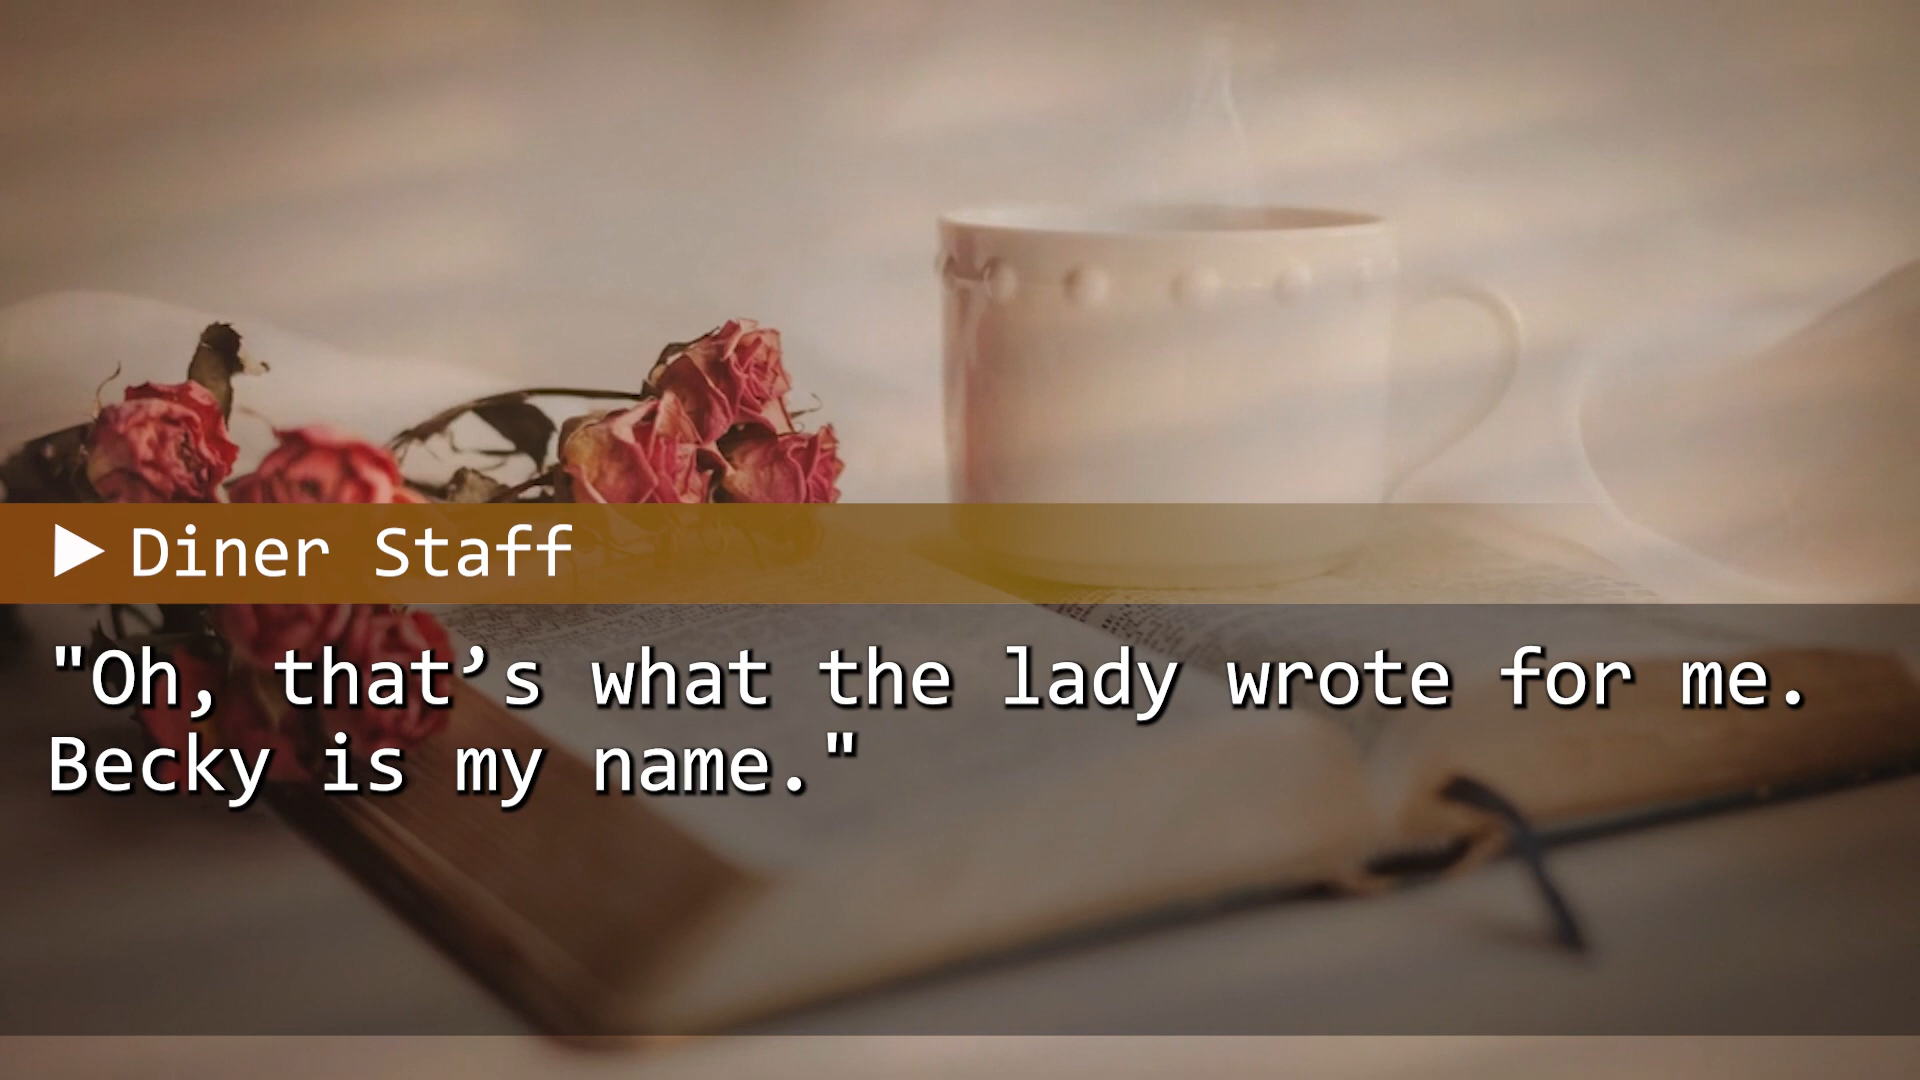 Diner Staff
"Oh, that’s what the lady wrote for me.
Becky is my name."